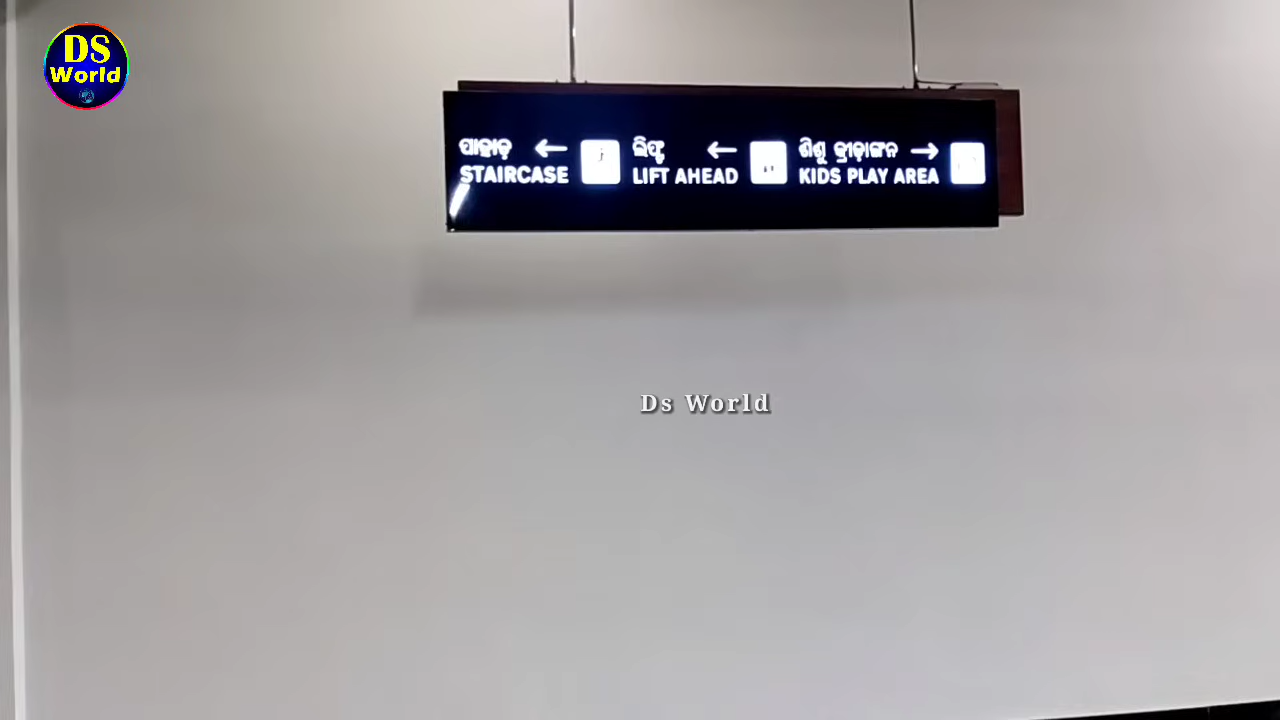 DS
World
ପାହାଚ
STAIRCASE
ଲିଫ୍ଟ
LIFT AHEAD
ଶିଶୁ କ୍ରୀଡ଼ାଙ୍ଗନ
KIDS PLAY AREA
Ds World